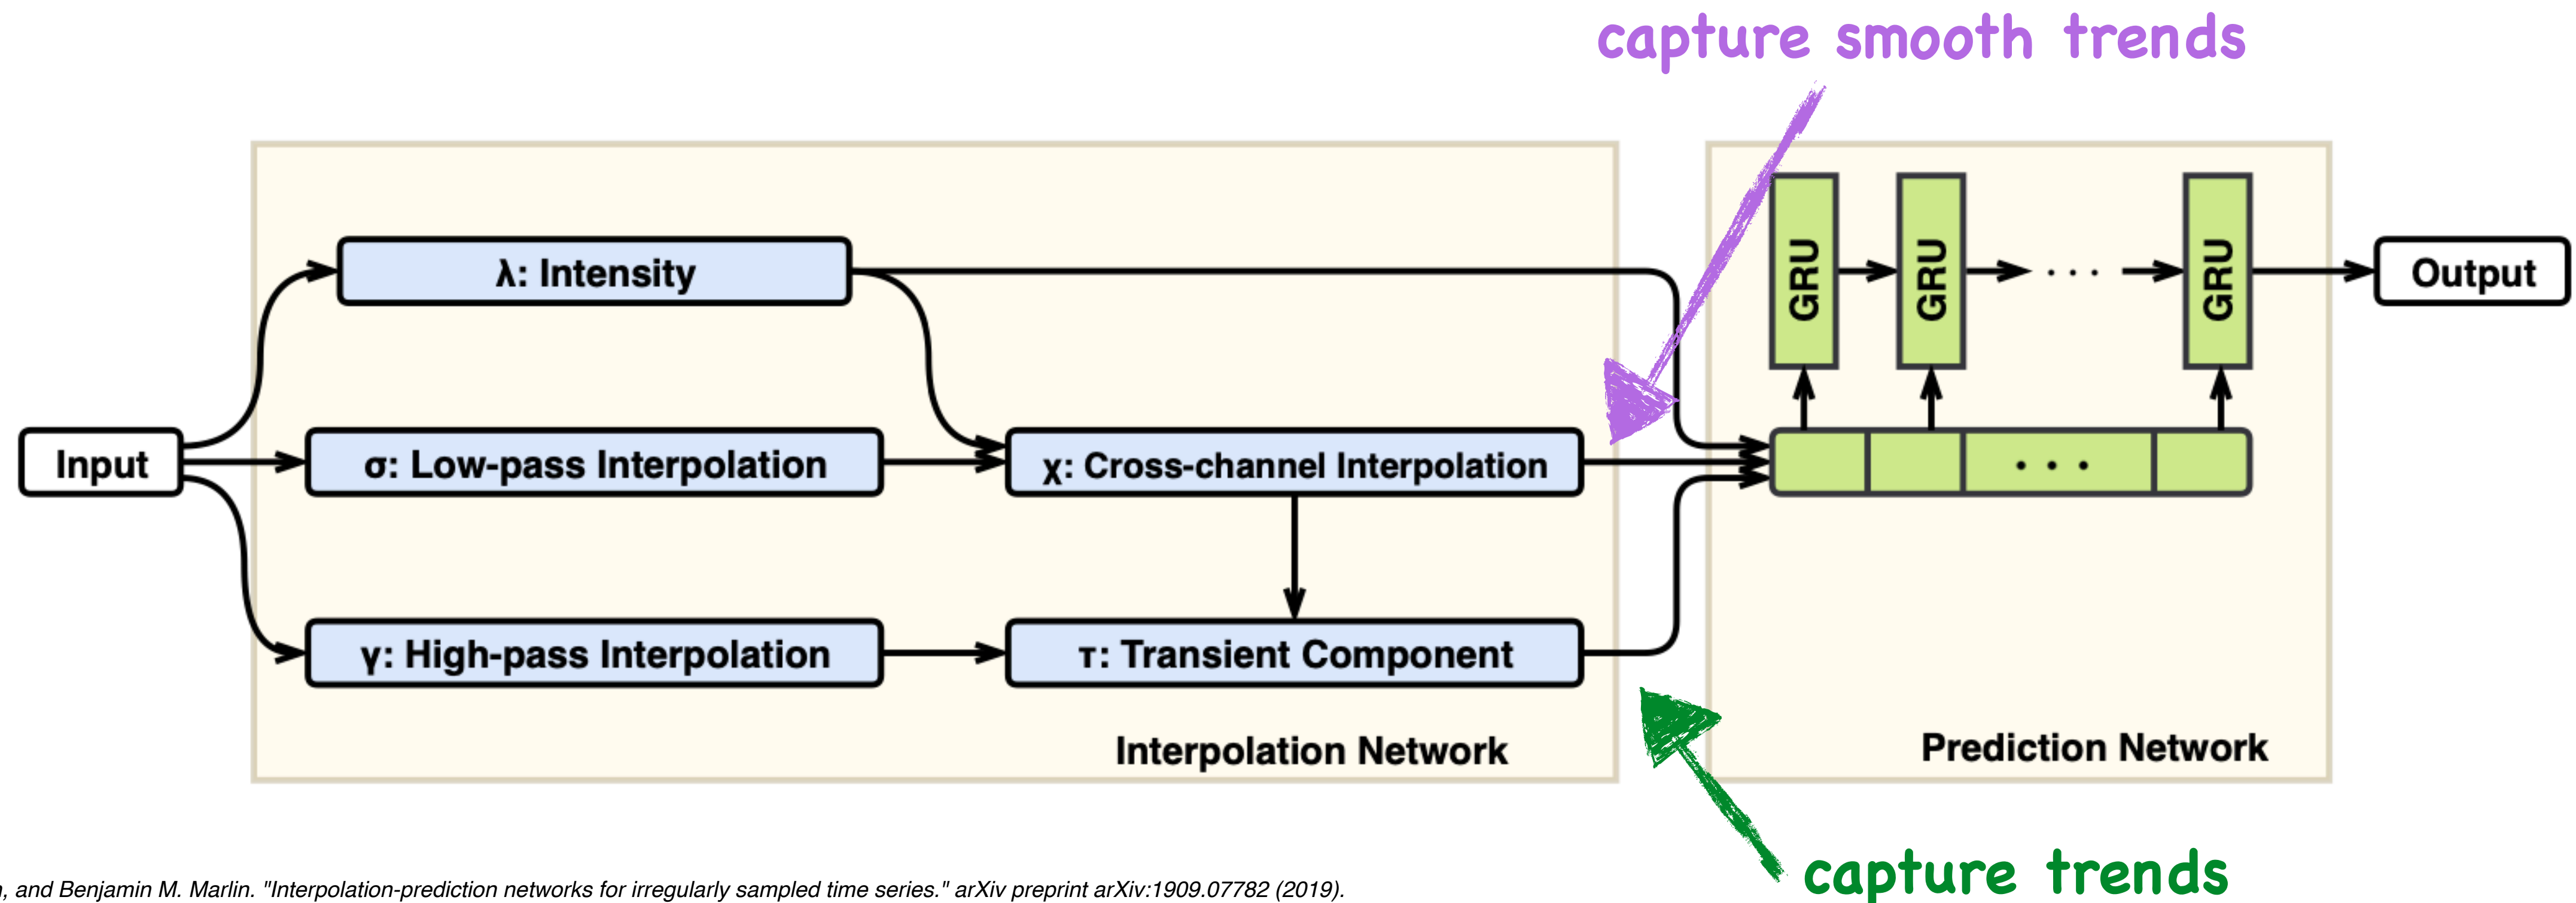 capture smooth trends
λ: Intensity
GRU
GRU
. . .
GRU
Output
Input
σ: Low-pass Interpolation
χ: Cross-channel Interpolation
• • •
γ: High-pass Interpolation
τ: Transient Component
Interpolation Network
Prediction Network
capture trends
, and Benjamin M. Marlin. "Interpolation-prediction networks for irregularly sampled time series." arXiv preprint arXiv:1909.07782 (2019).